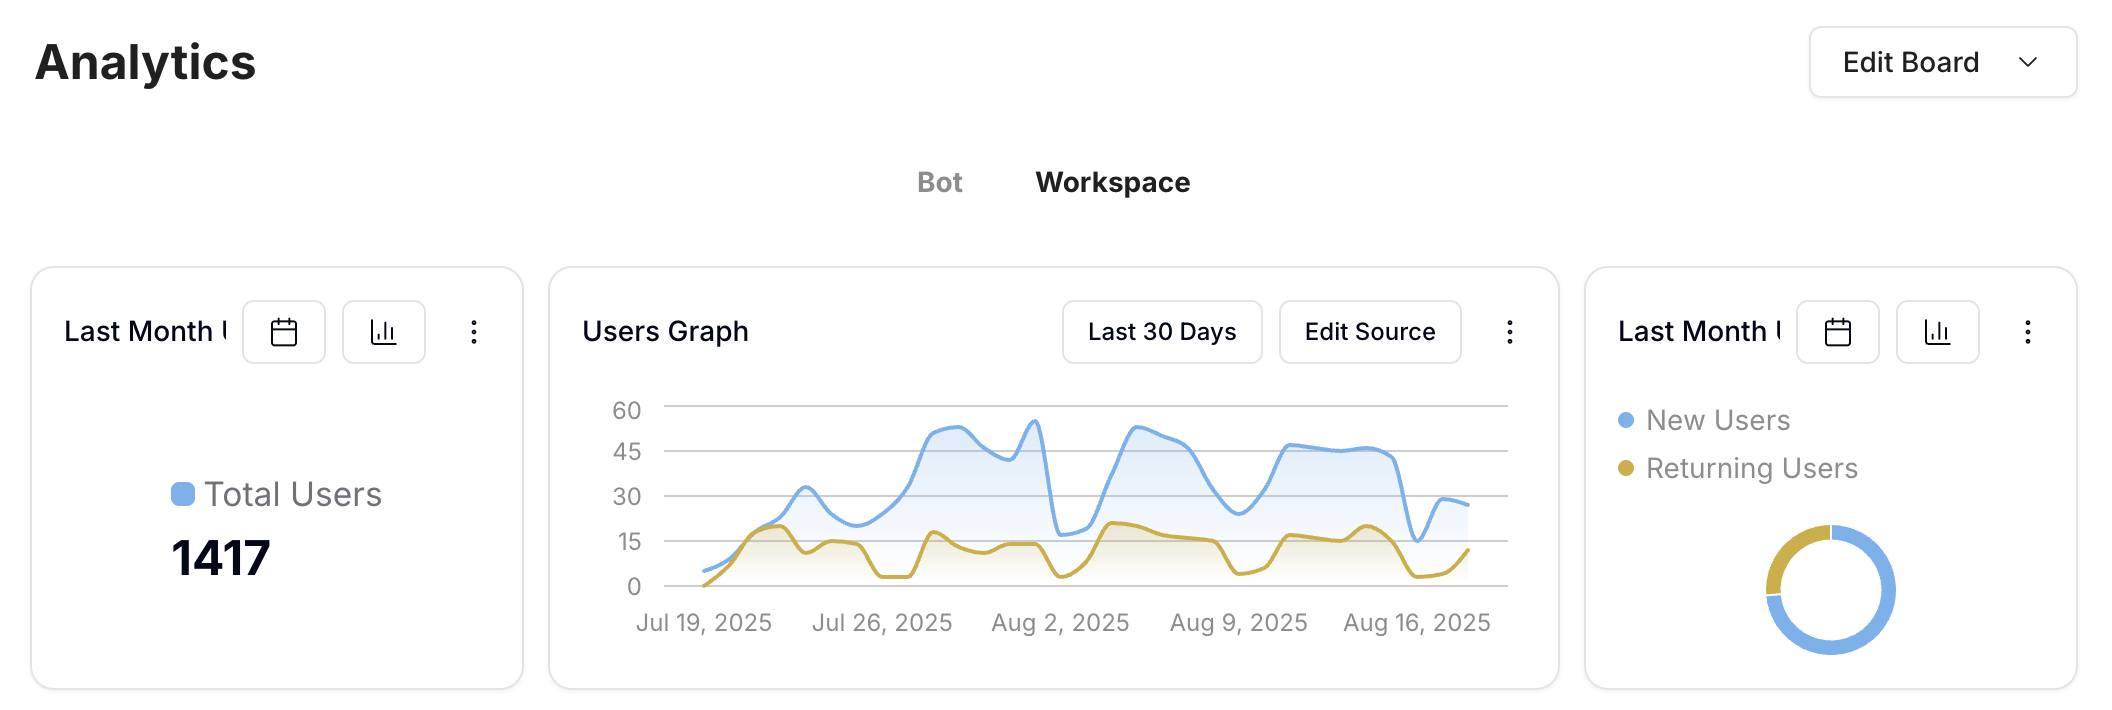 Analytics
Edit Board
Bot
Workspace
Last Month
Total Users
1417
Users Graph
Last 30 Days
Edit Source
60
45
30
15
0
Jul 19, 2025
Jul 26, 2025
Aug 2, 2025
Aug 9, 2025
Aug 16, 2025
Last Month
New Users
Returning Users